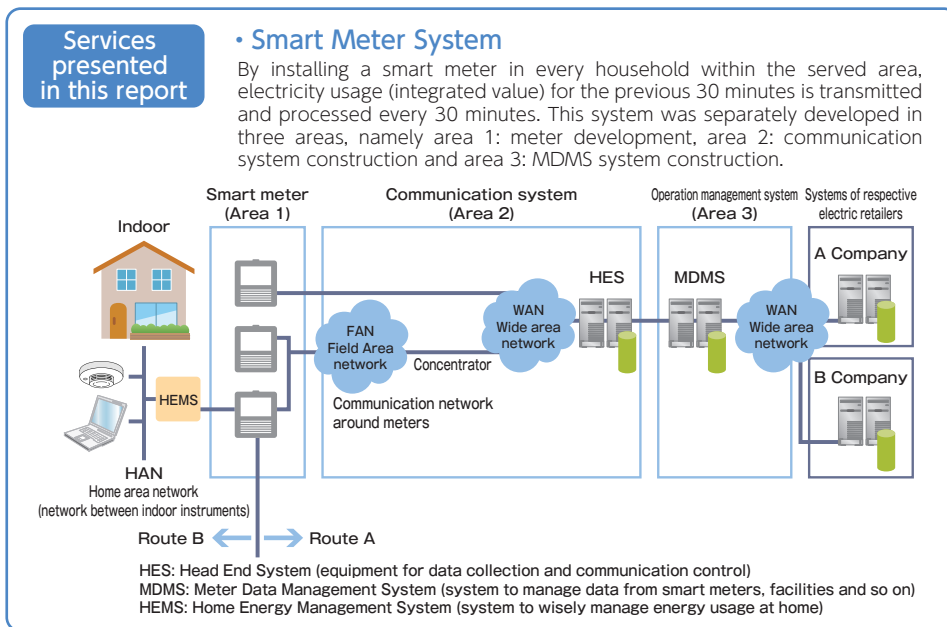 Services
presented
in this report
• Smart Meter System
By installing a smart meter in every household within the served area,
electricity usage (integrated value) for the previous 30 minutes is transmitted
and processed every 30 minutes. This system was separately developed in
three areas, namely area 1: meter development, area 2: communication
system construction and area 3: MDMS system construction.
Indoor
Smart meter
(Area 1)
Communication system
(Area 2)
Operation management system
(Area 3)
Systems of respective
electric retailers
HEMS
HAN
Home area network
(network between indoor instruments)
FAN
Field Area
network
Concentrator
Communication network
around meters
WAN
Wide area
network
HES
MDMS
WAN
Wide area
network
A Company
B Company
Route B
Route A
HES: Head End System (equipment for data collection and communication control)
MDMS: Meter Data Management System (system to manage data from smart meters, facilities and so on)
HEMS: Home Energy Management System (system to wisely manage energy usage at home)